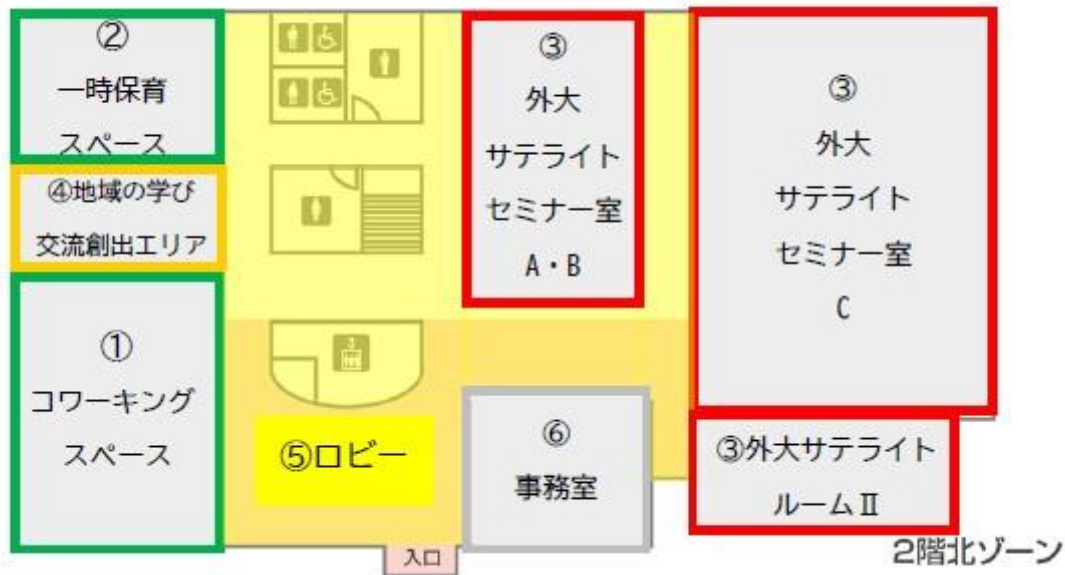 ②
一時保育
スペース
④地域の学び
交流創出エリア
①
コワーキング
スペース
⑤ロビー
入口
③
外大
サテライト
セミナー室
A・B
⑥
事務室
③
外大
サテライト
セミナー室
C
③外大サテライト
ルームⅡ
2階北ゾーン